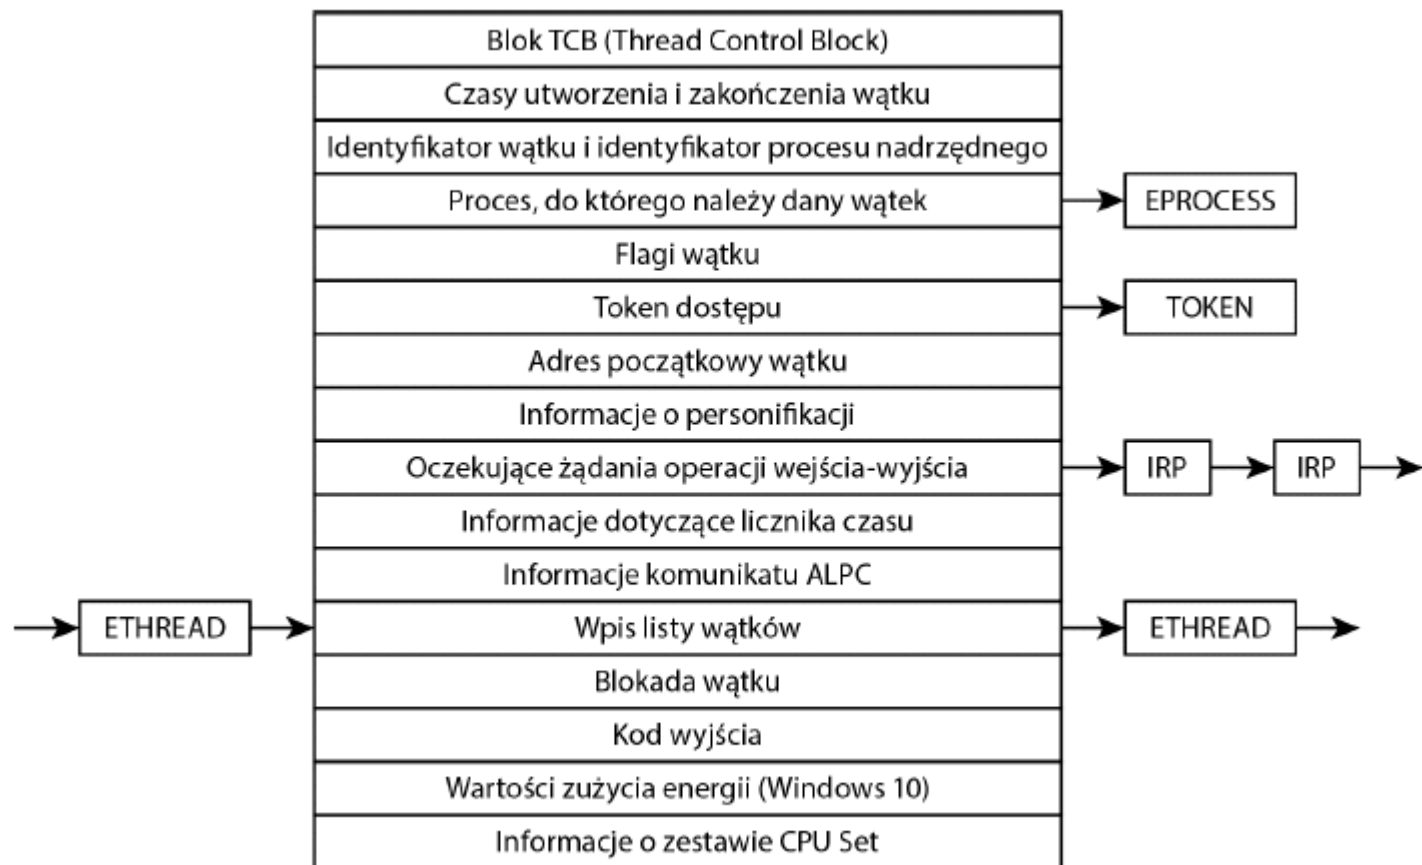 Blok TCB (Thread Control Block)
Czasy utworzenia i zakończenia wątku
Identyfikator wątku i identyfikator procesu nadrzędnego
Proces, do którego należy dany wątek
EPROCESS
Flagi wątku
Token dostępu
TOKEN
Adres początkowy wątku
Informacje o personifikacji
Oczekujące żądania operacji wejścia-wyjścia
IRP
IRP
Informacje dotyczące licznika czasu
Informacje komunikatu ALPC
ETHREAD
Wpis listy wątków
ETHREAD
Blokada wątku
Kod wyjścia
Wartości zużycia energii (Windows 10)
Informacje o zestawie CPU Set